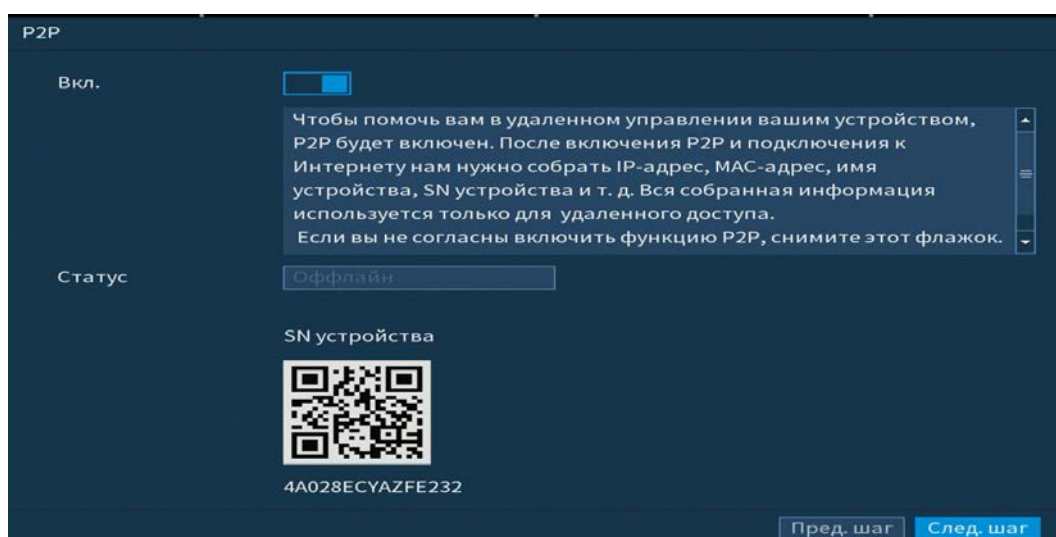 P2P
Вкл.
Чтобы помочь вам в удаленном управлении вашим устройством,
P2P будет включен. После включения P2P и подключения к
Интернету нам нужно собрать IP-адрес, MAC-адрес, имя
устройства, SN устройства и т. д. Вся собранная информация
используется только для удаленного доступа.
Если вы не согласны включить функцию P2P, снимите этот флажок.
Статус
Оффлайн
SN устройства
4A028ECYAZFE232
Пред. шаг
След. шаг